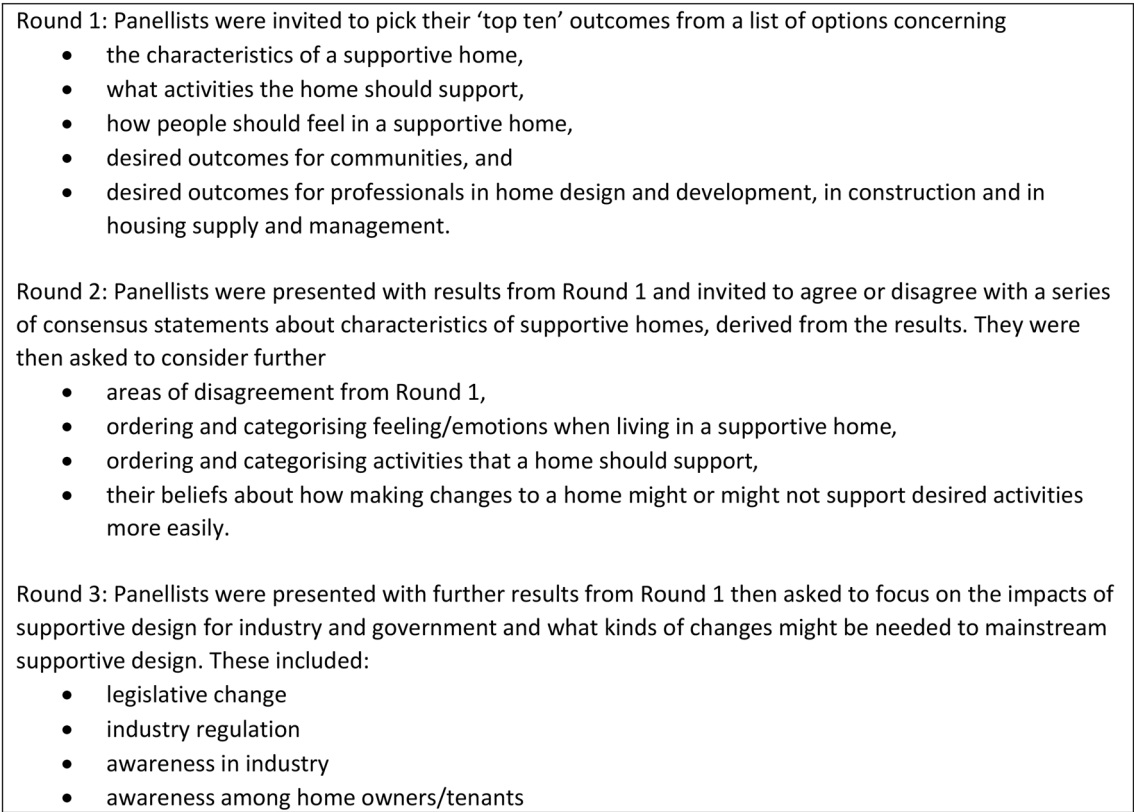 Round 1: Panellists were invited to pick their ‘top ten’ outcomes from a list of options concerning
• the characteristics of a supportive home,
• what activities the home should support,
• how people should feel in a supportive home,
• desired outcomes for communities, and
• desired outcomes for professionals in home design and development, in construction and in
housing supply and management.
Round 2: Panellists were presented with results from Round 1 and invited to agree or disagree with a series
of consensus statements about characteristics of supportive homes, derived from the results. They were
then asked to consider further
• areas of disagreement from Round 1,
• ordering and categorising feeling/emotions when living in a supportive home,
• ordering and categorising activities that a home should support,
• their beliefs about how making changes to a home might or might not support desired activities
more easily.
Round 3: Panellists were presented with further results from Round 1 then asked to focus on the impacts of
supportive design for industry and government and what kinds of changes might be needed to mainstream
supportive design. These included:
• legislative change
• industry regulation
• awareness in industry
• awareness among home owners/tenants